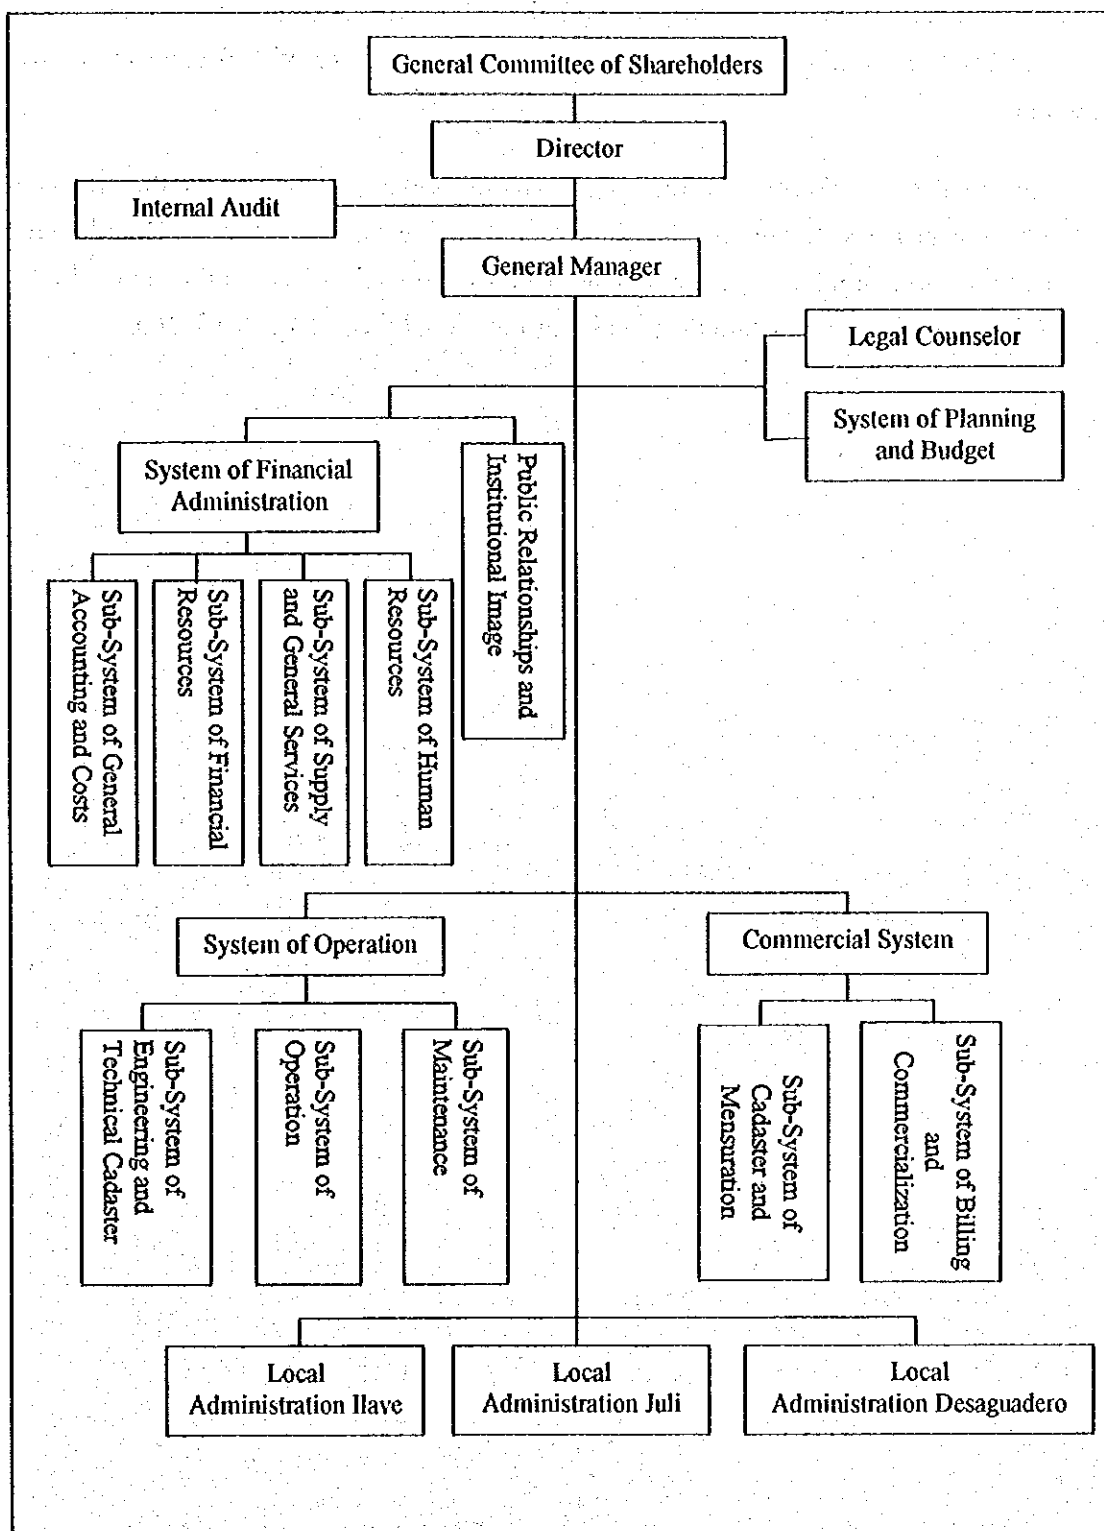 General Committee of Shareholders
Director
Internal Audit
General Manager
Legal Counselor
System of Planning
and Budget
System of Financial
Administration
Public Relationships and
Institutional Image
Sub-System of General
Accounting and Costs
Sub-System of Financial
Resources
Sub-System of Supply
and General Services
Sub-System of Human
Resources
System of Operation
Commercial System
Sub-System of
Engineering and
Technical Cadaster
Sub-System of
Operation
Sub-System of
Maintenance
Sub-System of
Cadaster and
Mensuration
Sub-System of Billing
and
Commercialization
Local
Administration Ilave
Local
Administration Juli
Local
Administration Desaguadero